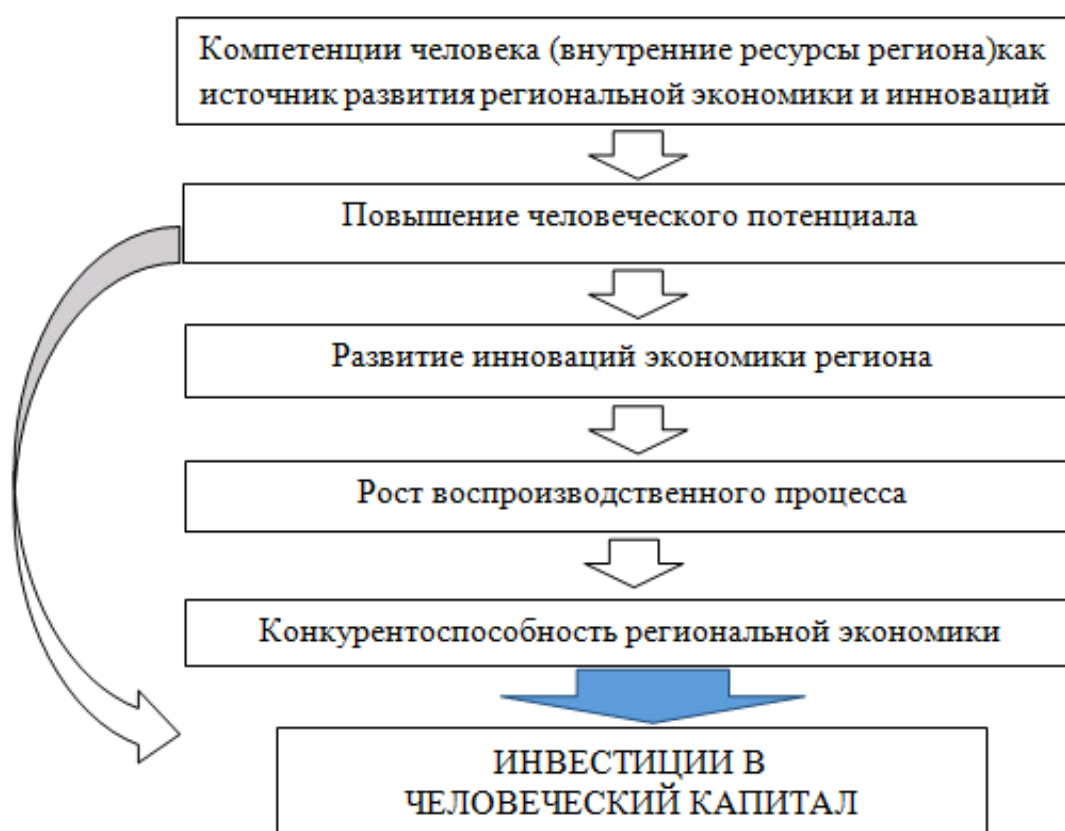 Компетенции человека (внутренние ресурсы региона)как
источник развития региональной экономики и инноваций
Повышение человеческого потенциала
Развитие инноваций экономики региона
Рост воспроизводственного процесса
Конкурентоспособность региональной экономики
ИНВЕСТИЦИИ В
ЧЕЛОВЕЧЕСКИЙ КАПИТАЛ